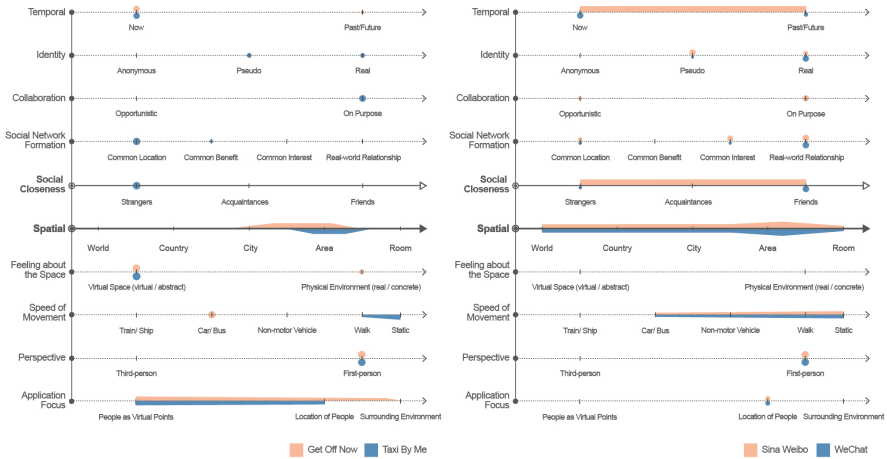 Temporal
Now
Past/Future
Identity
Anonymous
Pseudo
Real
Collaboration
Opportunistic
On Purpose
Social Network
Formation
Common Location
Common Benefit
Common Interest
Real-world Relationship
Social
Closeness
Strangers
Acquaintances
Friends
Spatial
World
Country
City
Area
Room
Feeling about
the Space
Virtual Space (virtual / abstract)
Physical Environment (real / concrete)
Speed of
Movement
Train/ Ship
Car/ Bus
Non-motor Vehicle
Walk
Static
Perspective
Third-person
First-person
Application
Focus
People as Virtual Points
Location of People
Surrounding Environment
Get Off Now
Taxi By Me
Temporal
Now
Past/Future
Identity
Anonymous
Pseudo
Real
Collaboration
Opportunistic
On Purpose
Social Network
Formation
Common Location
Common Benefit
Common Interest
Real-world Relationship
Social
Closeness
Strangers
Acquaintances
Friends
Spatial
World
Country
City
Area
Room
Feeling about
the Space
Virtual Space (virtual / abstract)
Physical Environment (real / concrete)
Speed of
Movement
Train/ Ship
Car/ Bus
Non-motor Vehicle
Walk
Static
Perspective
Third-person
First-person
Application
Focus
People as Virtual Points
Location of People
Surrounding Environment
Sina Weibo
WeChat